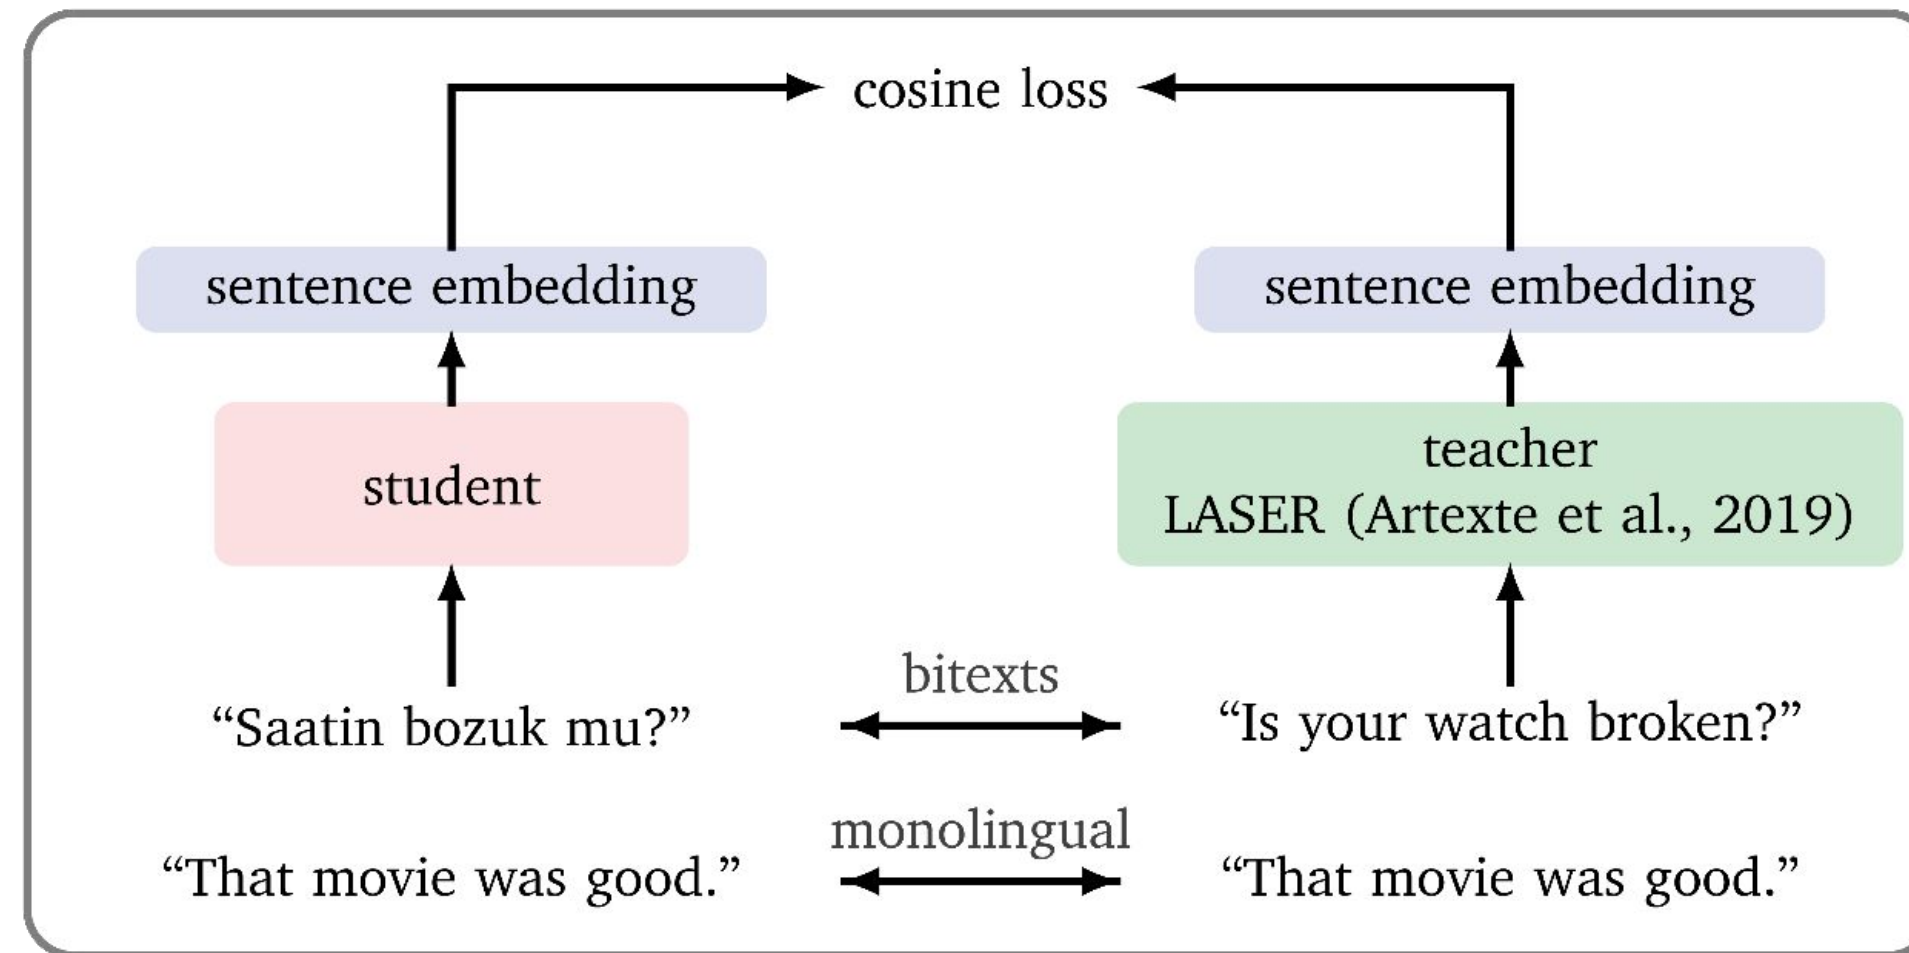 cosine loss
sentence embedding
sentence embedding
student
teacher
LASER (Artexte et al., 2019)
bitexts
“Saatin bozuk mu?”
“Is your watch broken?”
monolingual
“That movie was good.”
“That movie was good.”